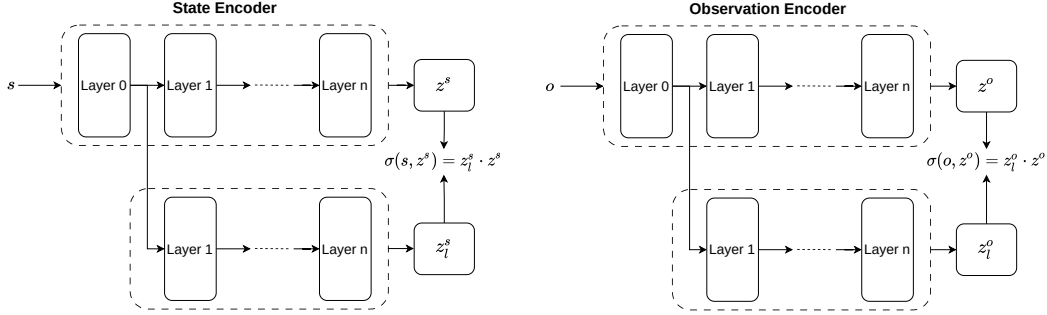 State Encoder
s
Layer 0
Layer 1
Layer n
z^s
σ(s, z^s) = z_l^s · z^s
Layer 1
Layer n
z_l^s
Observation Encoder
o
Layer 0
Layer 1
Layer n
z^o
σ(o, z^o) = z_l^o · z^o
Layer 1
Layer n
z_l^o